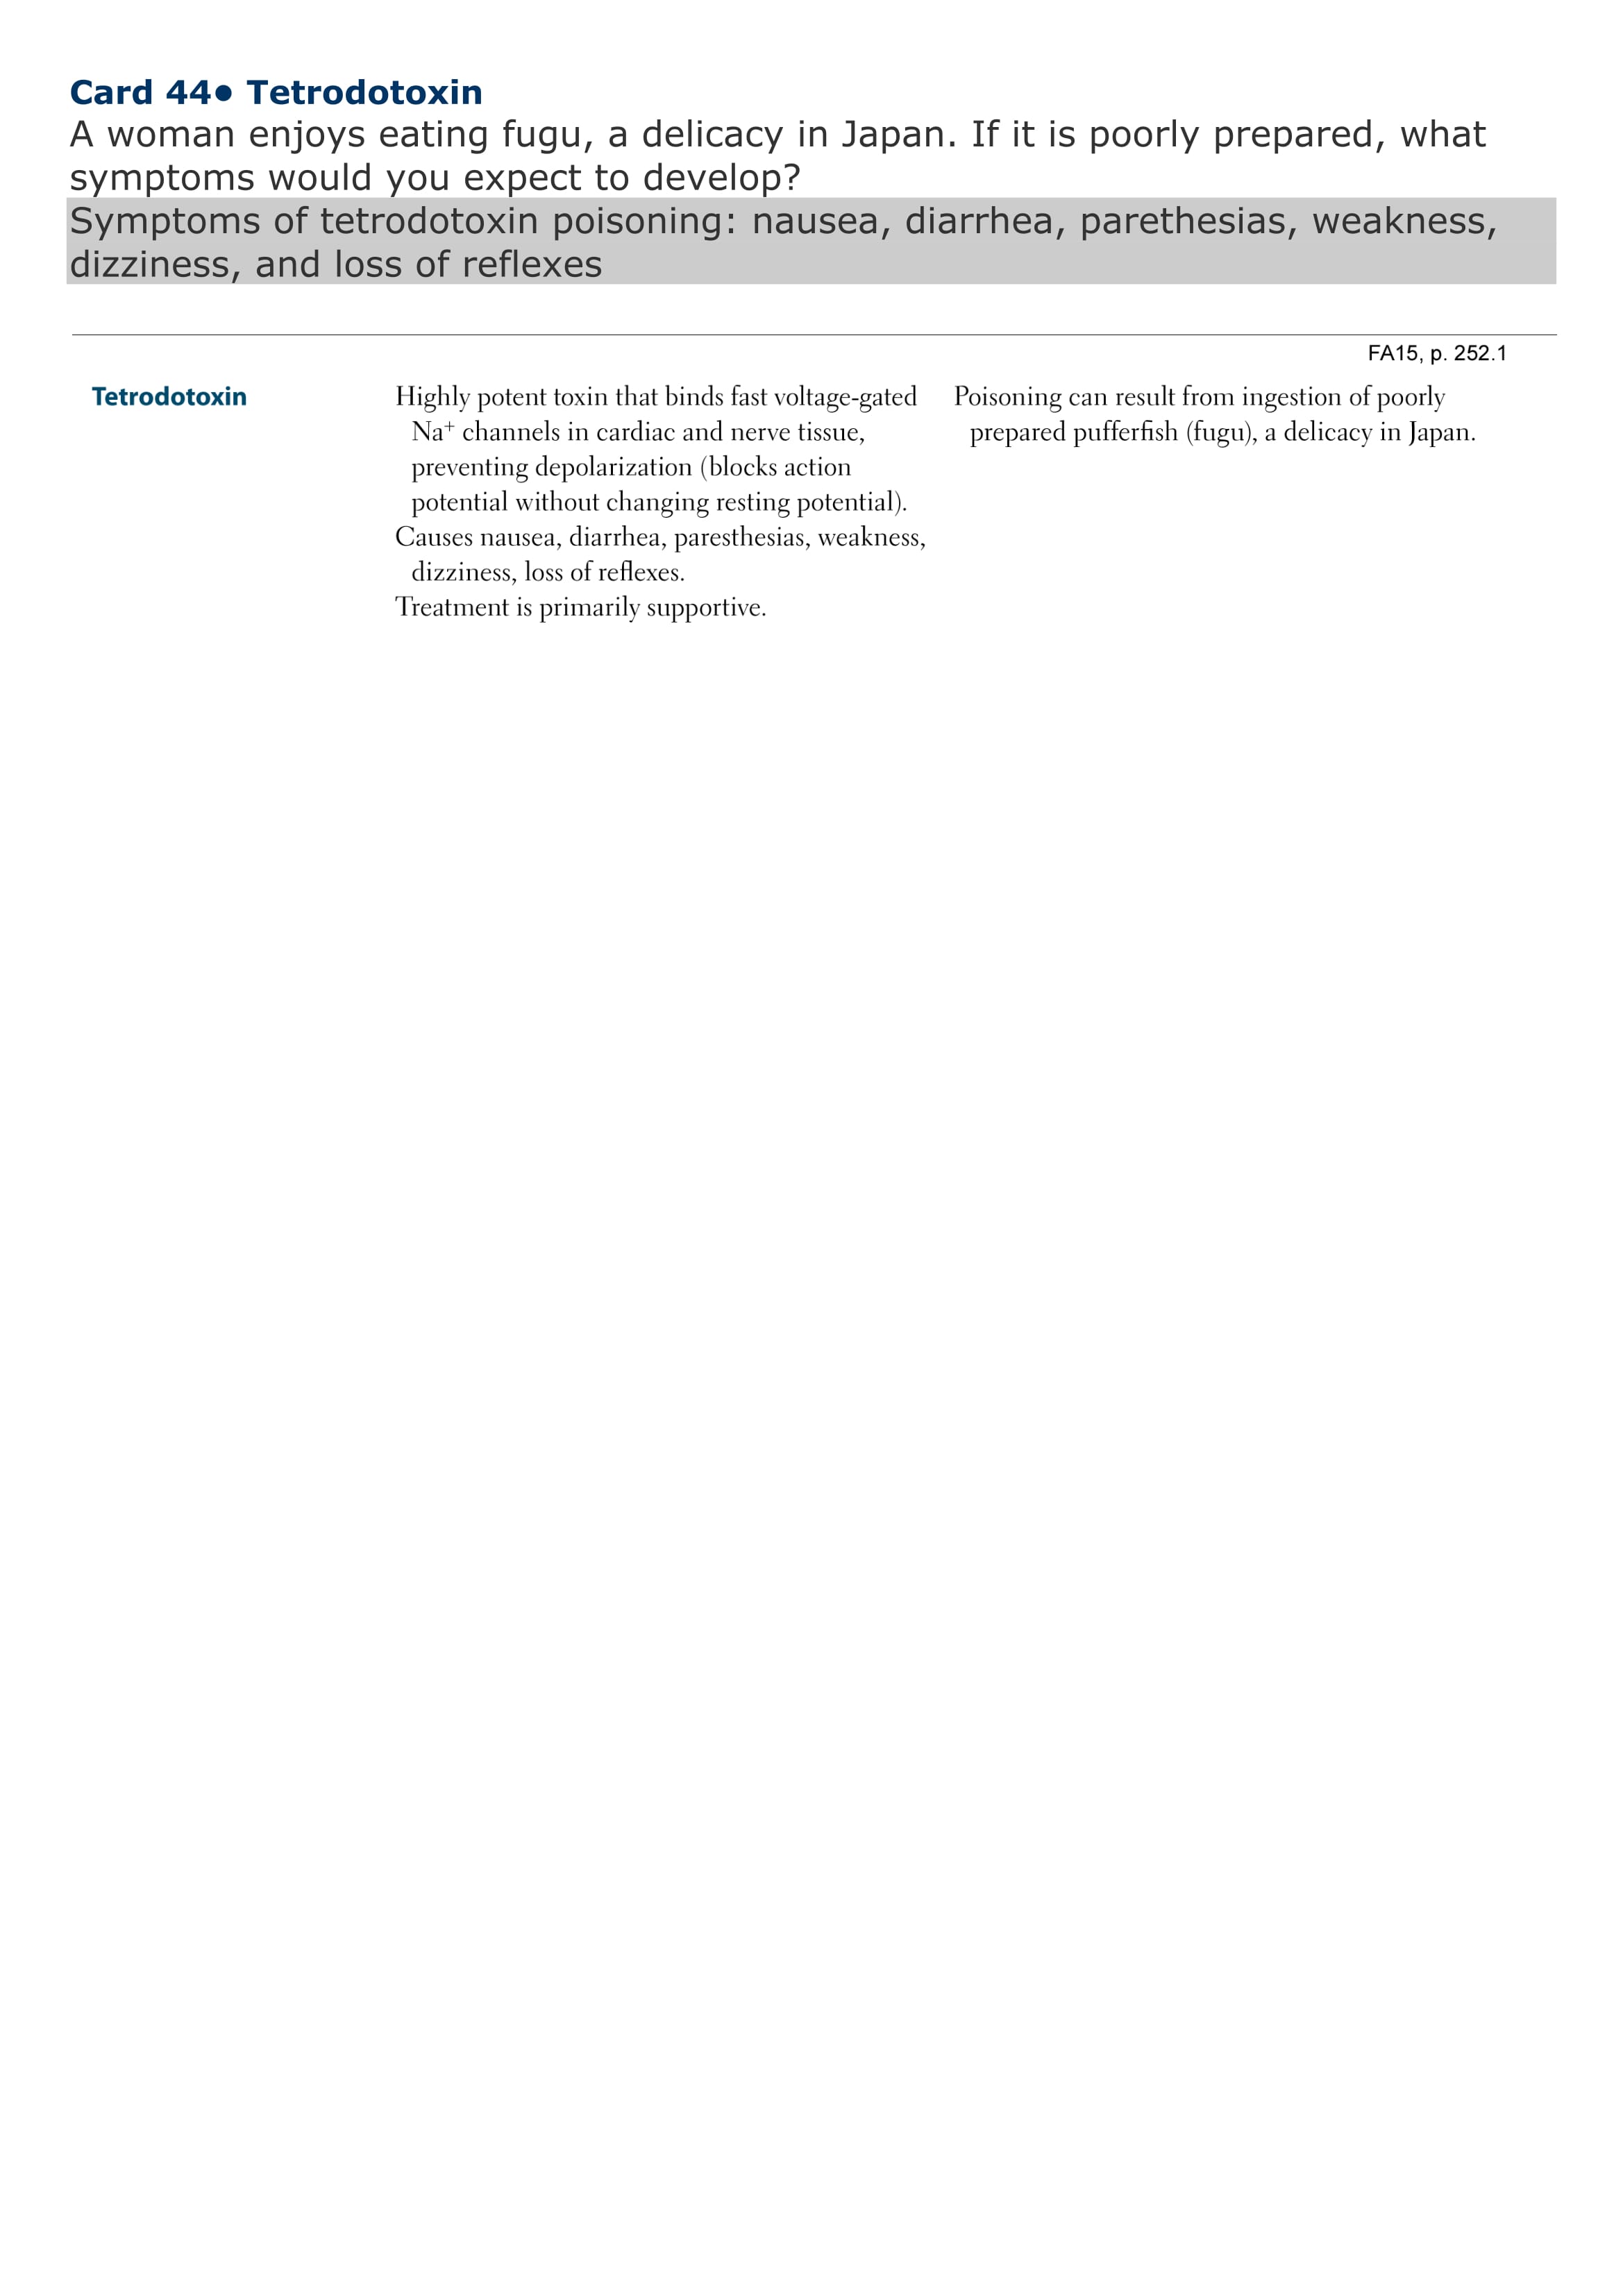 Card 44● Tetrodotoxin
A woman enjoys eating fugu, a delicacy in Japan. If it is poorly prepared, what
symptoms would you expect to develop?
Symptoms of tetrodotoxin poisoning: nausea, diarrhea, parethesias, weakness,
dizziness, and loss of reflexes
FA15, p. 252.1
Tetrodotoxin
Highly potent toxin that binds fast voltage-gated
Na⁺ channels in cardiac and nerve tissue,
preventing depolarization (blocks action
potential without changing resting potential).
Causes nausea, diarrhea, paresthesias, weakness,
dizziness, loss of reflexes.
Treatment is primarily supportive.
Poisoning can result from ingestion of poorly
prepared pufferfish (fugu), a delicacy in Japan.